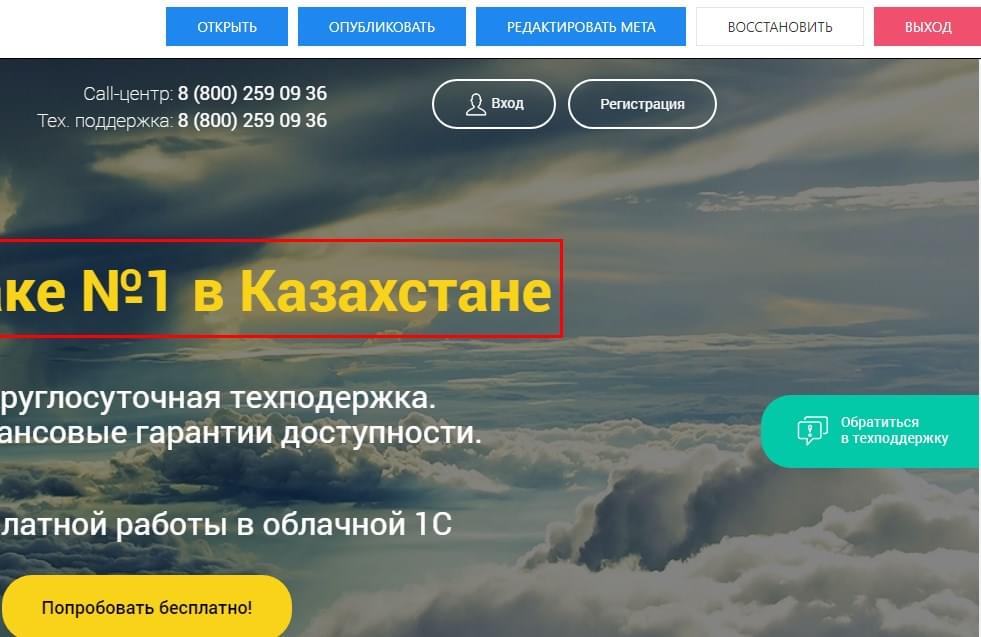 ОТКРЫТЬ ОПУБЛИКОВАТЬ РЕДАКТИРОВАТЬ МЕТА ВОССТАНОВИТЬ ВЫХОД
Call-центр: 8 (800) 259 09 36
Тех. поддержка: 8 (800) 259 09 36
Вход Регистрация
аке №1 в Казахстане
руглосуточная техподержка.
ансовые гарантии доступности.
Обратиться
в техподдержку
латной работы в облачной 1С
Попробовать бесплатно!